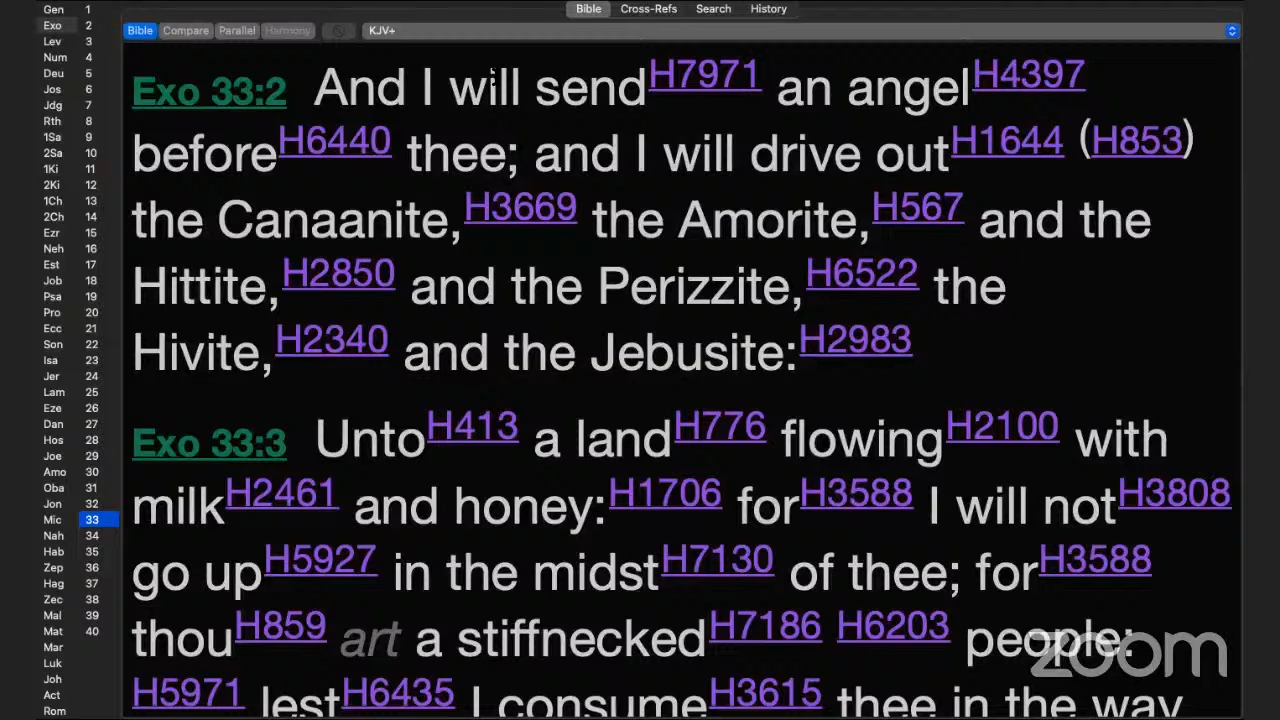 Bible Cross-Refs Search History
Bible Compare Parallel Harmony KJV+
Gen 1
Exo 2
Lev 3
Num 4
Deu 5
Jos 6
Jdg 7
Rth 8
1Sa 9
2Sa 10
1Ki 11
2Ki 12
1Ch 13
2Ch 14
Ezr 15
Neh 16
Est 17
Job 18
Psa 19
Pro 20
Ecc 21
Son 22
Isa 23
Jer 24
Lam 25
Eze 26
Dan 27
Hos 28
Joe 29
Amo 30
Oba 31
Jon 32
Mic 33
Nah 34
Hab 35
Zep 36
Hag 37
Zec 38
Mal 39
Mat 40
Mar
Luk
Joh
Act
Rom
Exo 33:2 And I will sendH7971 an angelH4397
beforeH6440 thee; and I will drive outH1644 (H853)
the Canaanite,H3669 the Amorite,H567 and the
Hittite,H2850 and the Perizzite,H6522 the
Hivite,H2340 and the Jebusite:H2983
Exo 33:3 UntoH413 a landH776 flowingH2100 with
milkH2461 and honey:H1706 forH3588 I will notH3808
go upH5927 in the midstH7130 of thee; forH3588
thouH859 art a stiffneckedH7186 H6203 people:
H5971 lestH6435 I consumeH3615 thee in the way
zoom